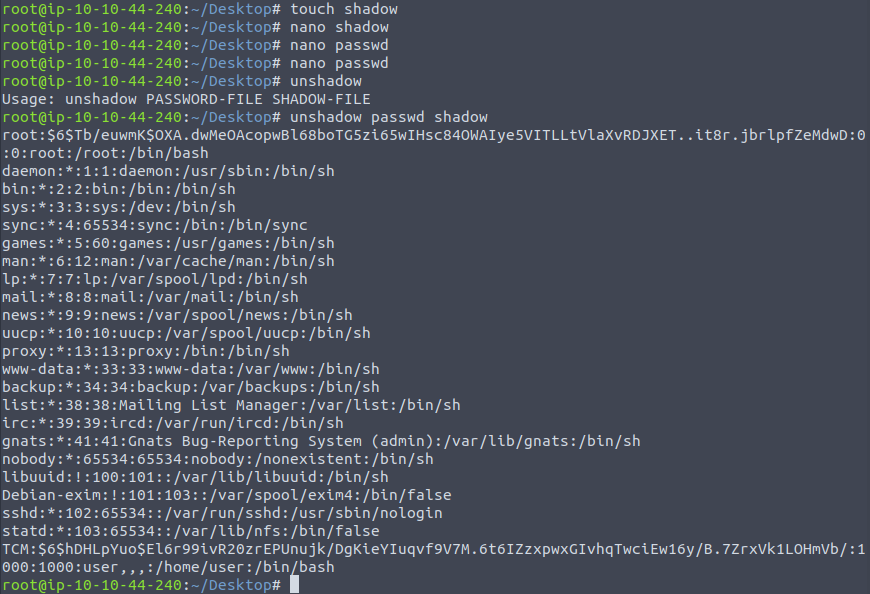 root@ip-10-10-44-240:~/Desktop# touch shadow
root@ip-10-10-44-240:~/Desktop# nano shadow
root@ip-10-10-44-240:~/Desktop# nano passwd
root@ip-10-10-44-240:~/Desktop# nano passwd
root@ip-10-10-44-240:~/Desktop# unshadow
Usage: unshadow PASSWORD-FILE SHADOW-FILE
root@ip-10-10-44-240:~/Desktop# unshadow passwd shadow
root:$6$Tb/euwmK$OXA.dwMeOAcopwBl68boTG5zi65wIHsc84OWAIye5VITLLtVlaXvRDJXET..it8r.jbrlpfZeMdwD:0
:0:root:/root:/bin/bash
daemon:*:1:1:daemon:/usr/sbin:/bin/sh
bin:*:2:2:bin:/bin:/bin/sh
sys:*:3:3:sys:/dev:/bin/sh
sync:*:4:65534:sync:/bin:/bin/sync
games:*:5:60:games:/usr/games:/bin/sh
man:*:6:12:man:/var/cache/man:/bin/sh
lp:*:7:7:lp:/var/spool/lpd:/bin/sh
mail:*:8:8:mail:/var/mail:/bin/sh
news:*:9:9:news:/var/spool/news:/bin/sh
uucp:*:10:10:uucp:/var/spool/uucp:/bin/sh
proxy:*:13:13:proxy:/bin:/bin/sh
www-data:*:33:33:www-data:/var/www:/bin/sh
backup:*:34:34:backup:/var/backups:/bin/sh
list:*:38:38:Mailing List Manager:/var/list:/bin/sh
irc:*:39:39:ircd:/var/run/ircd:/bin/sh
gnats:*:41:41:Gnats Bug-Reporting System (admin):/var/lib/gnats:/bin/sh
nobody:*:65534:65534:nobody:/nonexistent:/bin/sh
libuuid:!:100:101::/var/lib/libuuid:/bin/sh
Debian-exim:!:101:103::/var/spool/exim4:/bin/false
sshd:*:102:65534::/var/run/sshd:/usr/sbin/nologin
statd:*:103:65534::/var/lib/nfs:/bin/false
TCM:$6$hDHLpYuo$El6r99ivR20zrEPUnujk/DgKieYIuqvf9V7M.6t6IZzxpwxGIvhqTwciEw16y/B.7ZrxVk1LOHmVb/:1
000:1000:user,,,:/home/user:/bin/bash
root@ip-10-10-44-240:~/Desktop#